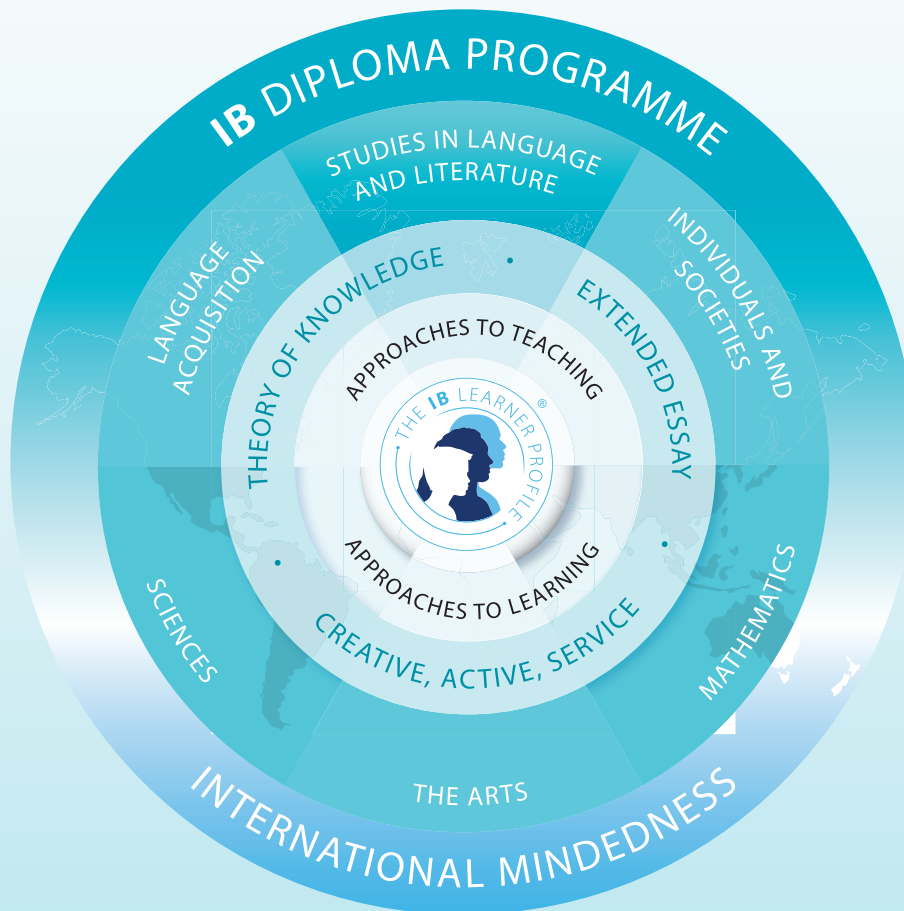 IB DIPLOMA PROGRAMME
STUDIES IN LANGUAGE
AND LITERATURE
LANGUAGE
ACQUISITION
INDIVIDUALS AND
SOCIETIES
THEORY OF KNOWLEDGE
EXTENDED ESSAY
APPROACHES TO TEACHING
THE IB LEARNER PROFILE ®
APPROACHES TO LEARNING
CREATIVE, ACTIVE, SERVICE
SCIENCES
MATHEMATICS
THE ARTS
INTERNATIONAL MINDEDNESS